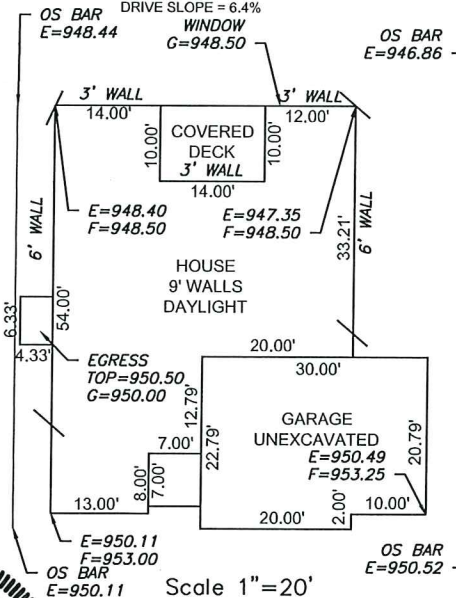 DRIVE SLOPE = 6.4%
OS BAR
E=948.44
WINDOW
G=948.50
OS BAR
E=946.86
3' WALL
14.00'
3' WALL
12.00'
10.00'
COVERED
DECK
10.00'
3' WALL
14.00'
E=948.40
F=948.50
E=947.35
F=948.50
6' WALL
33.21'
6' WALL
HOUSE
9' WALLS
DAYLIGHT
54.00'
6.33'
4.33'
EGRESS
TOP=950.50
G=950.00
20.00'
30.00'
12.79'
22.79'
GARAGE
UNEXCAVATED
E=950.49
F=953.25
20.79'
7.00'
8.00'
7.00'
13.00'
20.00'
2.00'
10.00'
E=950.11
F=953.00
OS BAR
E=950.11
Scale 1"=20'
OS BAR
E=950.52